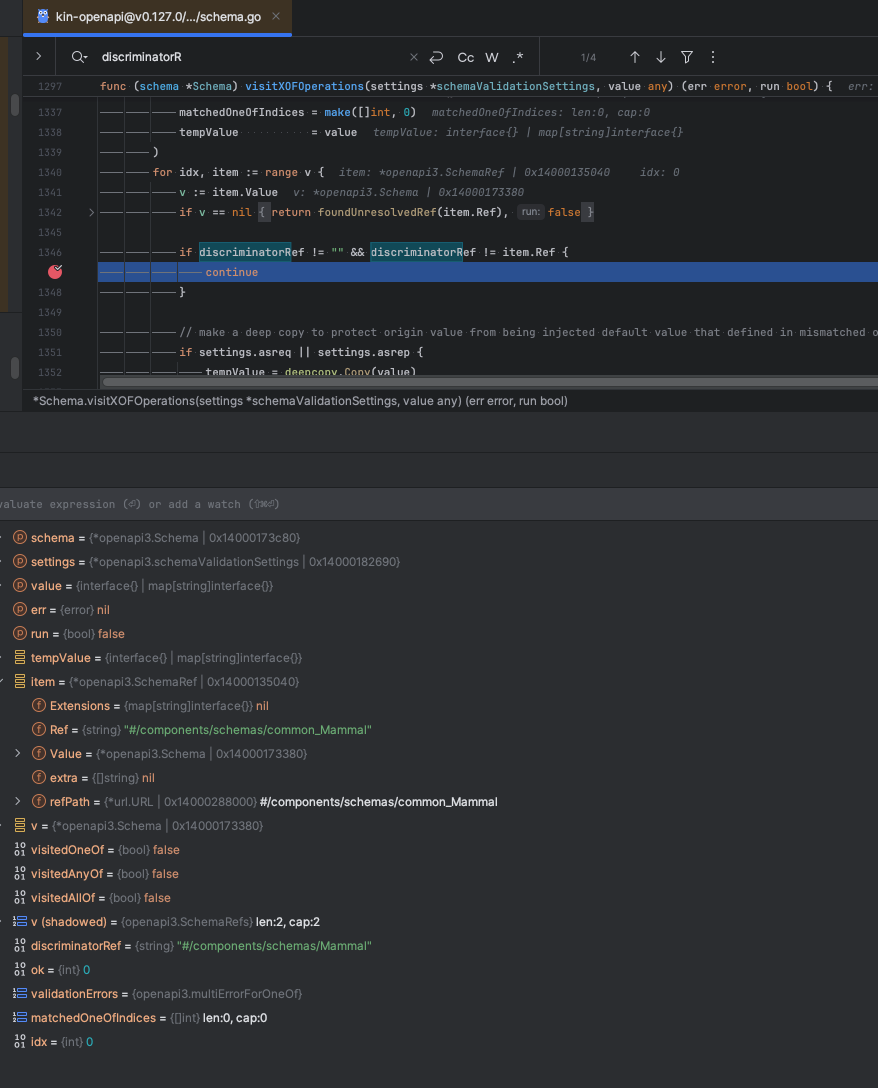 kin-openapi@v0.127.0/.../schema.go ×
discriminatorR × Cc W .* 1/4
1297 func (schema *Schema) visitXOFOperations(settings *schemaValidationSettings, value any) (err error, run bool) { err:
1337 matchedOneOfIndices = make([]int, 0) matchedOneOfIndices: len:0, cap:0
1338 tempValue = value tempValue: interface{} | map[string]interface{}
1339 )
1340 for idx, item := range v { item: *openapi3.SchemaRef | 0x14000135040 idx: 0
1341 v := item.Value v: *openapi3.Schema | 0x14000173380
1342 if v == nil { return foundUnresolvedRef(item.Ref), run: false }
1345
1346 if discriminatorRef != "" && discriminatorRef != item.Ref {
continue
1348 }
1349
1350 // make a deep copy to protect origin value from being injected default value that defined in mismatched o
1351 if settings.asreq || settings.asrep {
1352 tempValue = deepcopy.Copy(value)
*Schema.visitXOFOperations(settings *schemaValidationSettings, value any) (err error, run bool)
valuate expression (⏎) or add a watch (⇧⌘⏎)
schema = {*openapi3.Schema | 0x14000173c80}
settings = {*openapi3.schemaValidationSettings | 0x14000182690}
value = {interface{} | map[string]interface{}}
err = {error} nil
run = {bool} false
tempValue = {interface{} | map[string]interface{}}
item = {*openapi3.SchemaRef | 0x14000135040}
Extensions = {map[string]interface{}} nil
Ref = {string} "#/components/schemas/common_Mammal"
Value = {*openapi3.Schema | 0x14000173380}
extra = {[]string} nil
refPath = {*url.URL | 0x14000288000} #/components/schemas/common_Mammal
v = {*openapi3.Schema | 0x14000173380}
visitedOneOf = {bool} false
visitedAnyOf = {bool} false
visitedAllOf = {bool} false
v (shadowed) = {openapi3.SchemaRefs} len:2, cap:2
discriminatorRef = {string} "#/components/schemas/Mammal"
ok = {int} 0
validationErrors = {openapi3.multiErrorForOneOf}
matchedOneOfIndices = {[]int} len:0, cap:0
idx = {int} 0